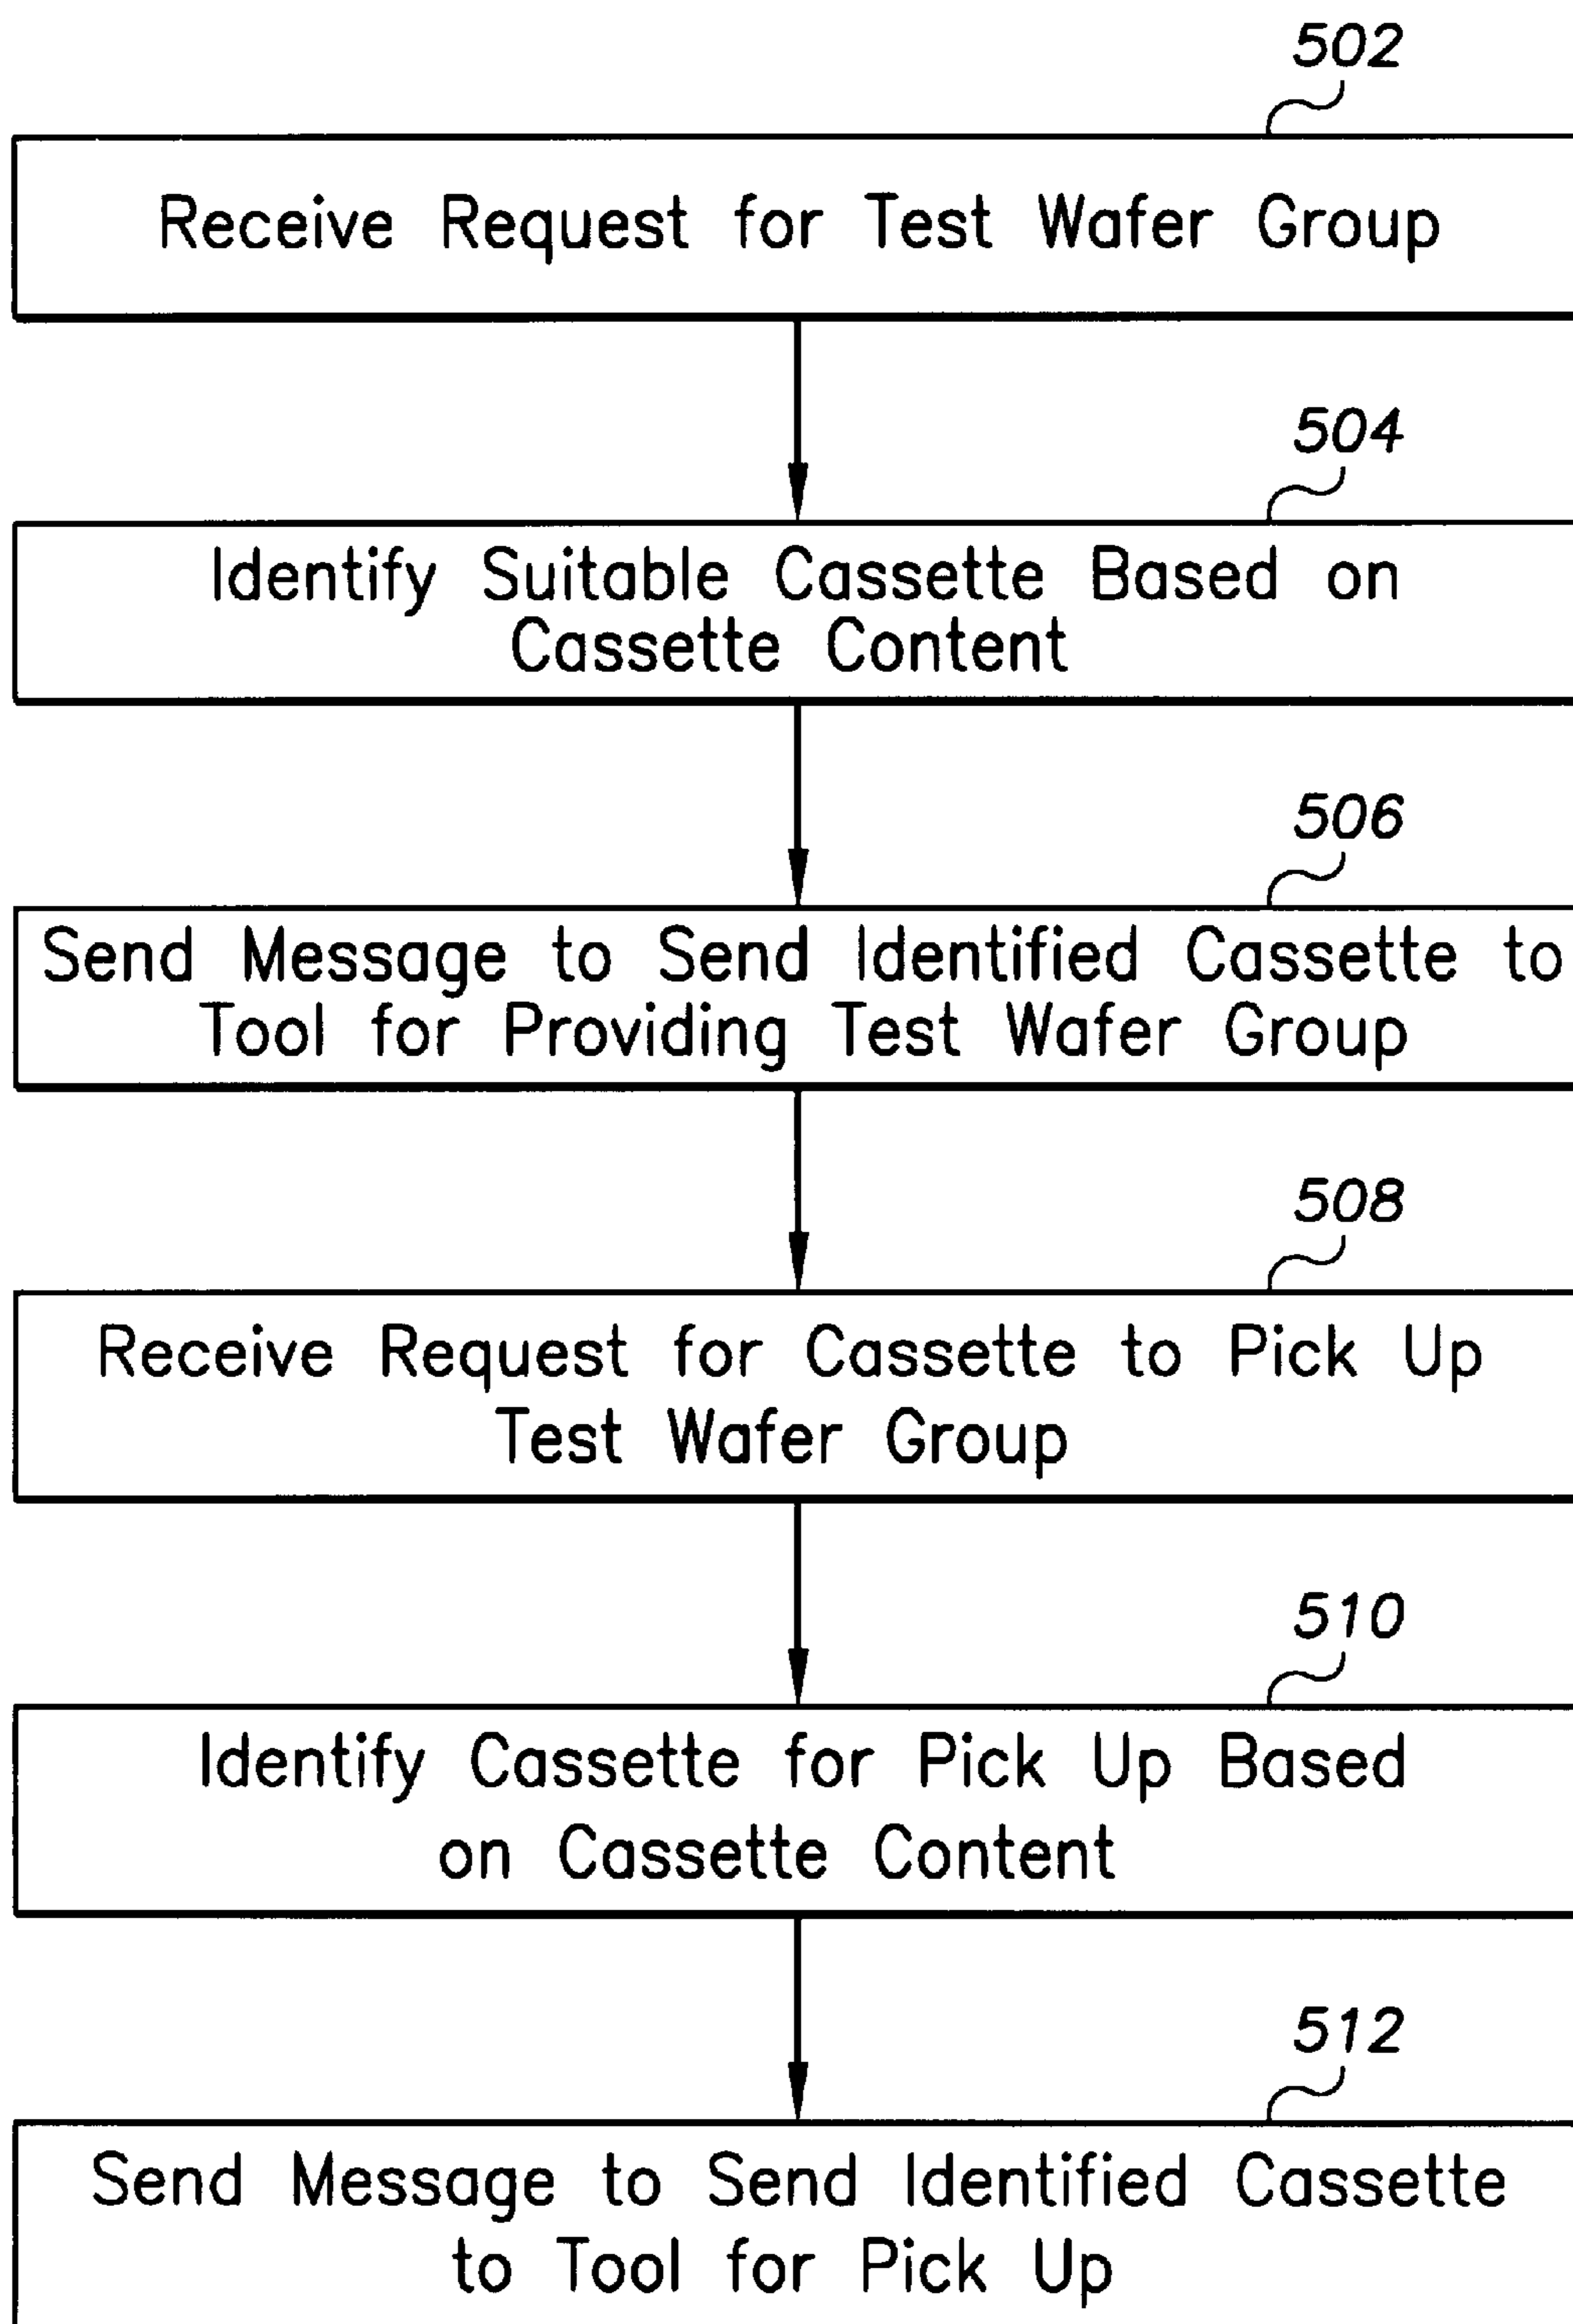 502
Receive Request for Test Wafer Group
504
Identify Suitable Cassette Based on
Cassette Content
506
Send Message to Send Identified Cassette to
Tool for Providing Test Wafer Group
508
Receive Request for Cassette to Pick Up
Test Wafer Group
510
Identify Cassette for Pick Up Based
on Cassette Content
512
Send Message to Send Identified Cassette
to Tool for Pick Up